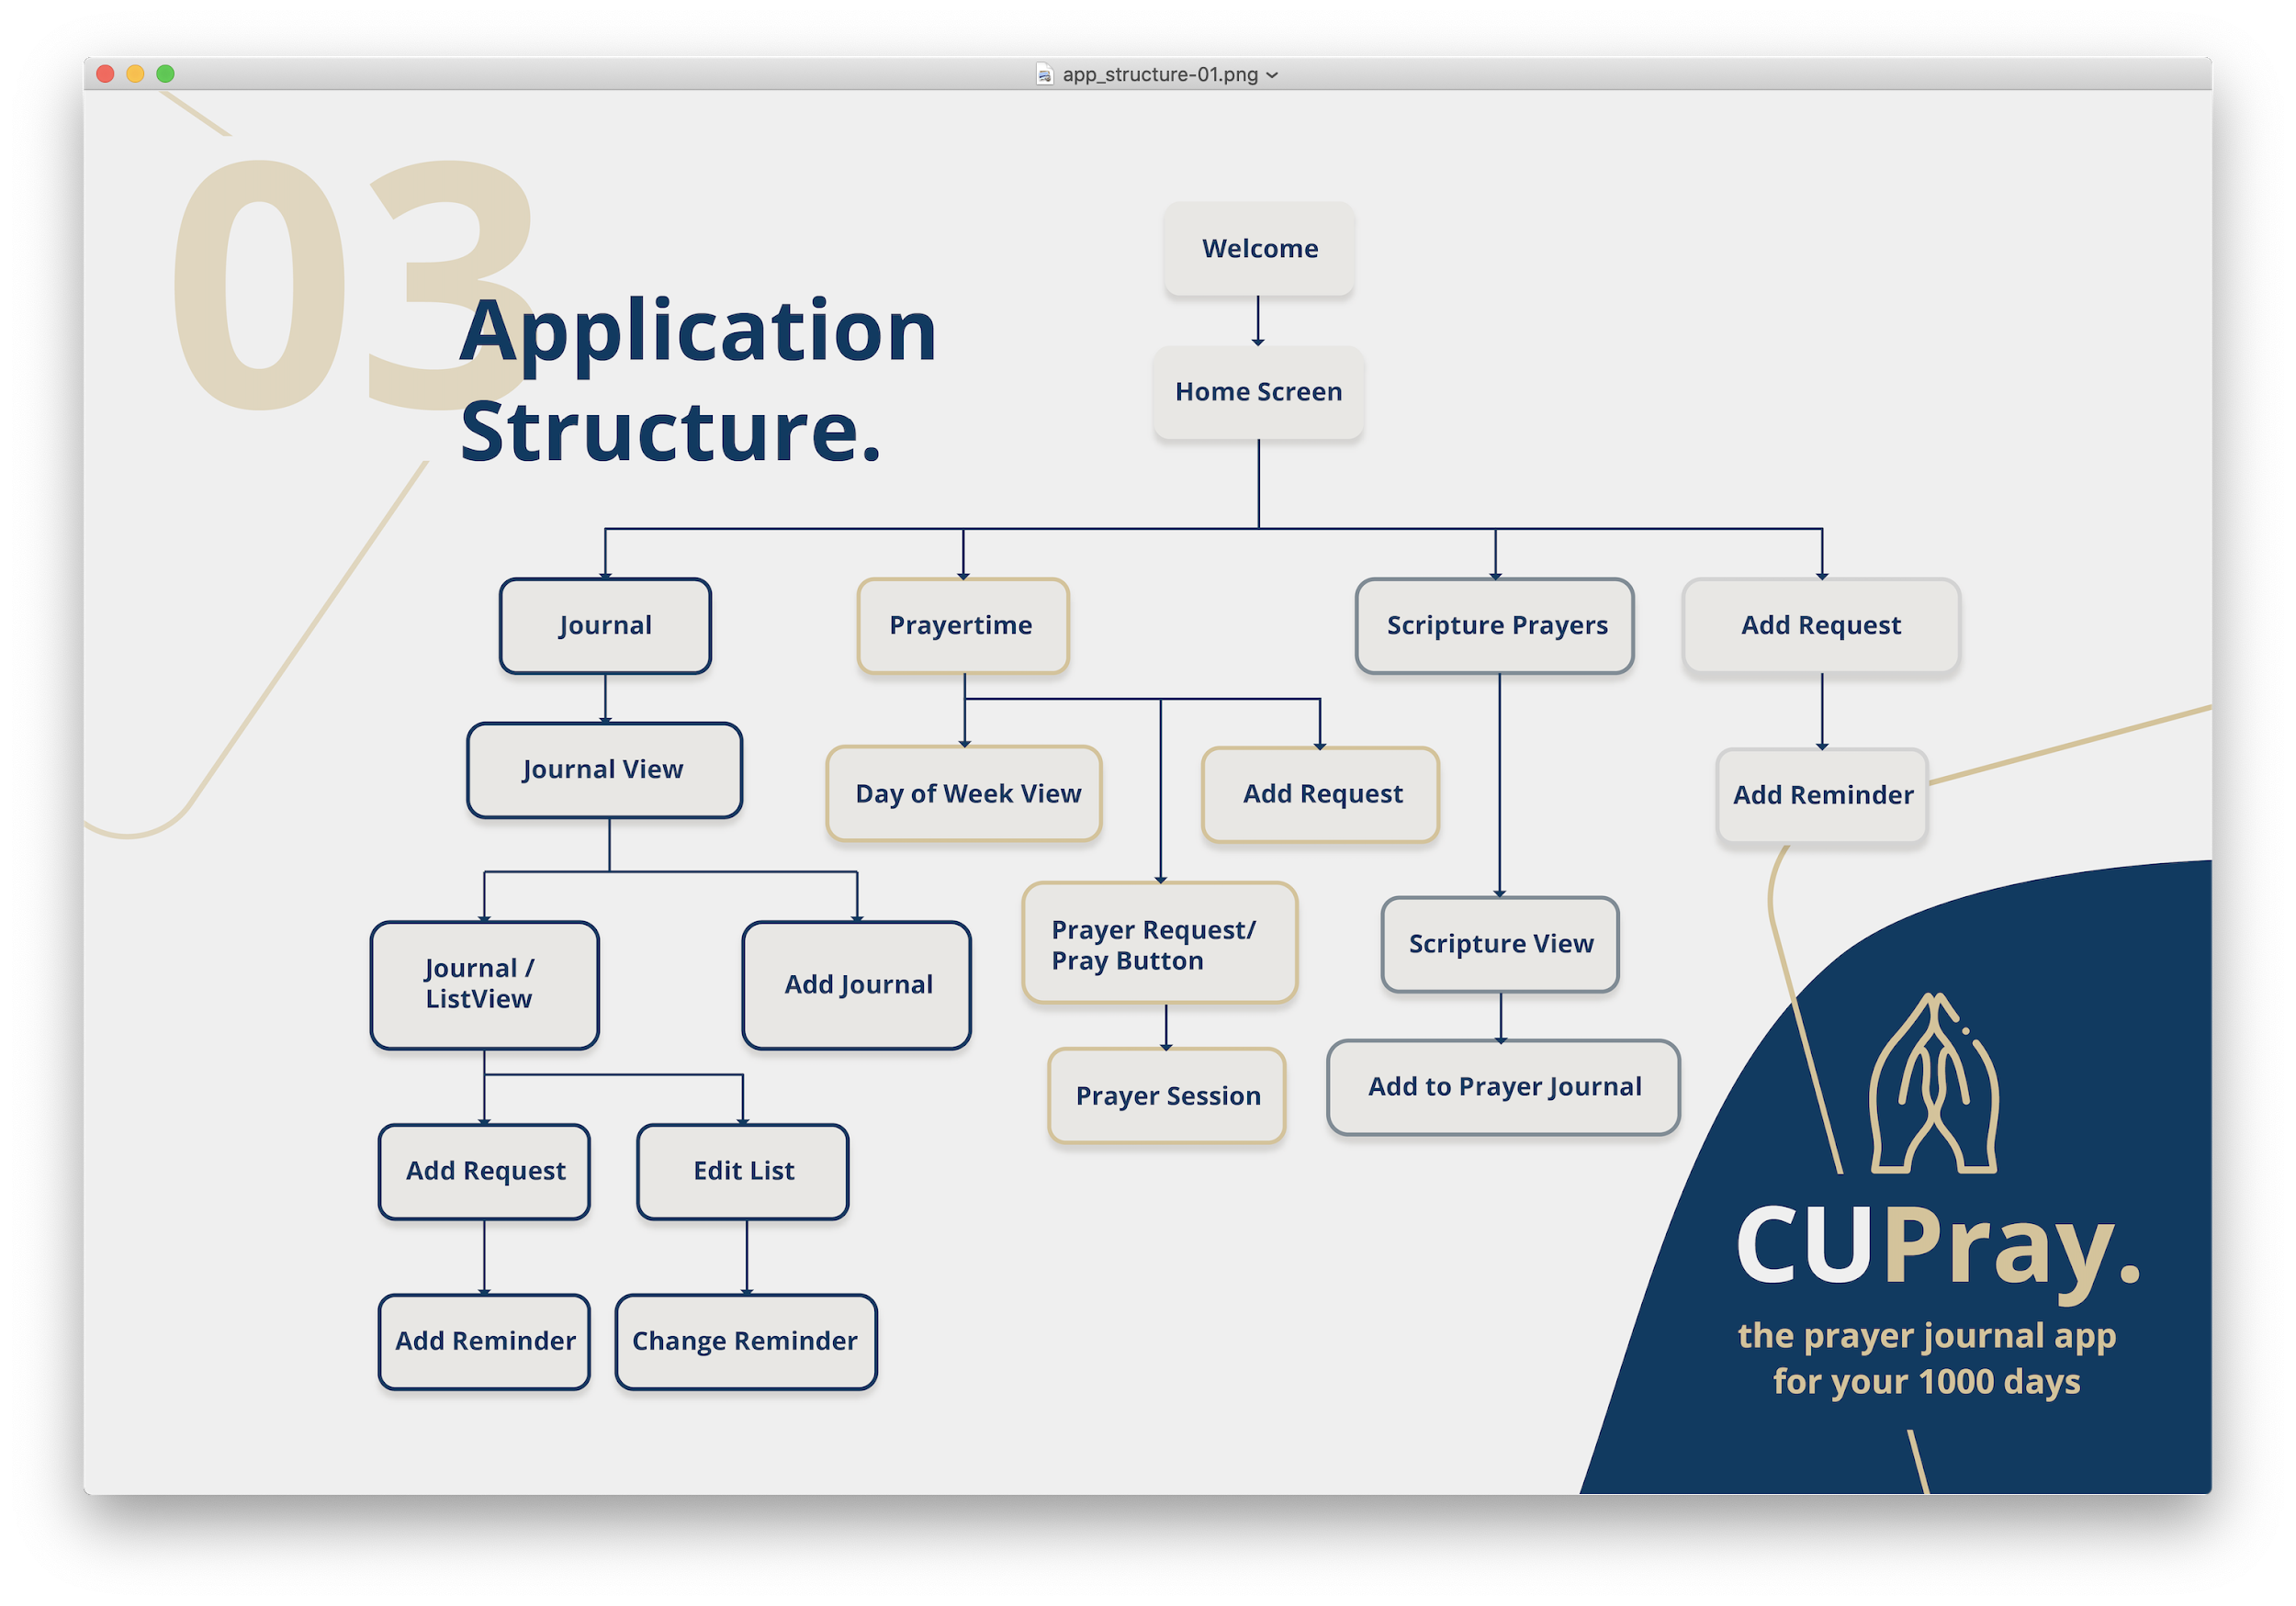 app_structure-01.png
03
Application
Structure.
Welcome
Home Screen
Journal
Prayertime
Scripture Prayers
Add Request
Journal View
Day of Week View
Add Request
Add Reminder
Journal /
ListView
Add Journal
Prayer Request/
Pray Button
Scripture View
Prayer Session
Add to Prayer Journal
Add Request
Edit List
Add Reminder
Change Reminder
CUPray.
the prayer journal app
for your 1000 days